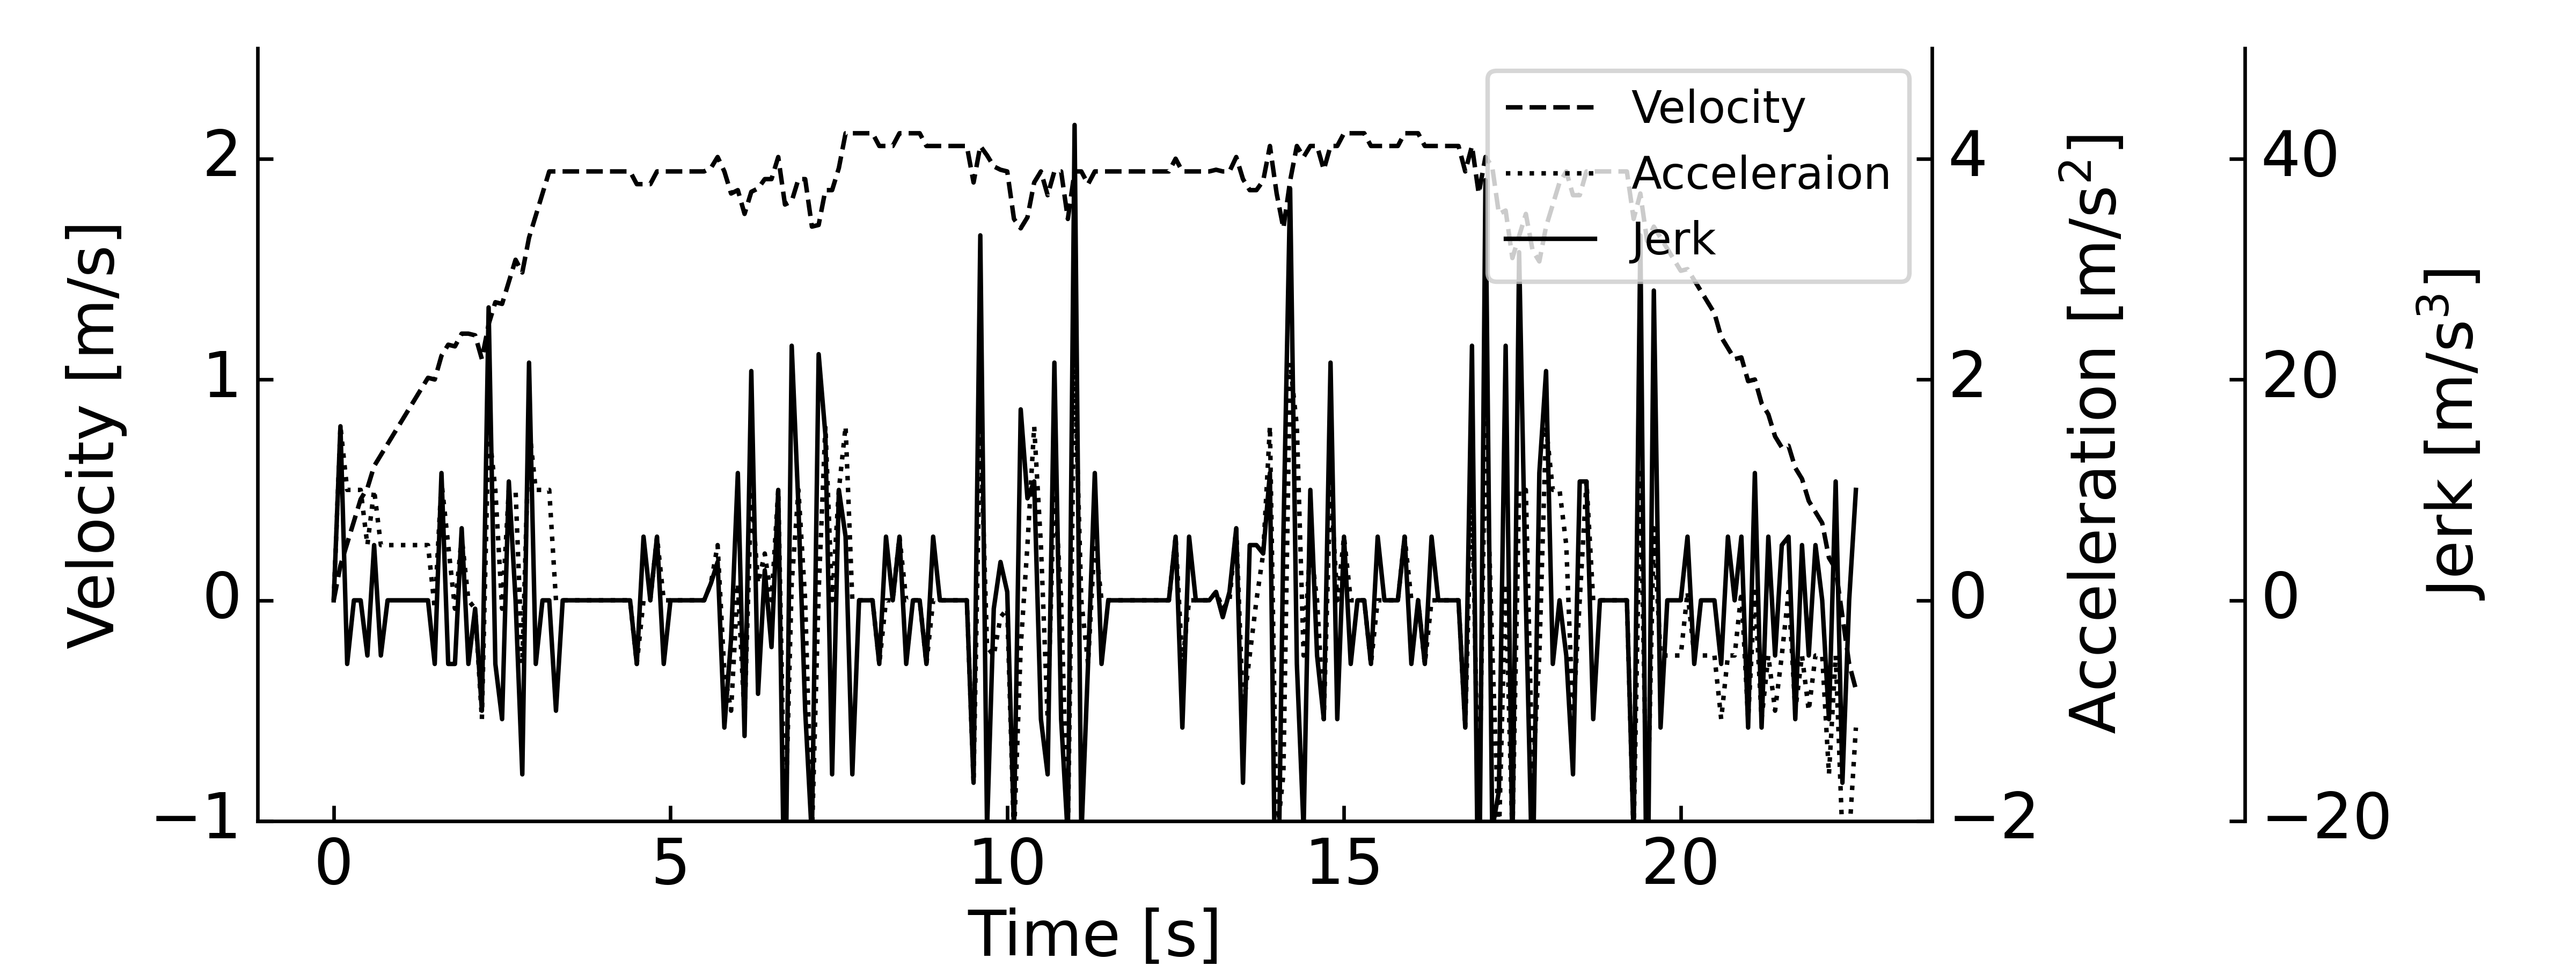 Velocity [m/s]
2
1
0
−1
0
5
10
15
20
Time [s]
Velocity
Acceleraion
Jerk
4
2
0
−2
Acceleration [m/s²]
40
20
0
−20
Jerk [m/s³]